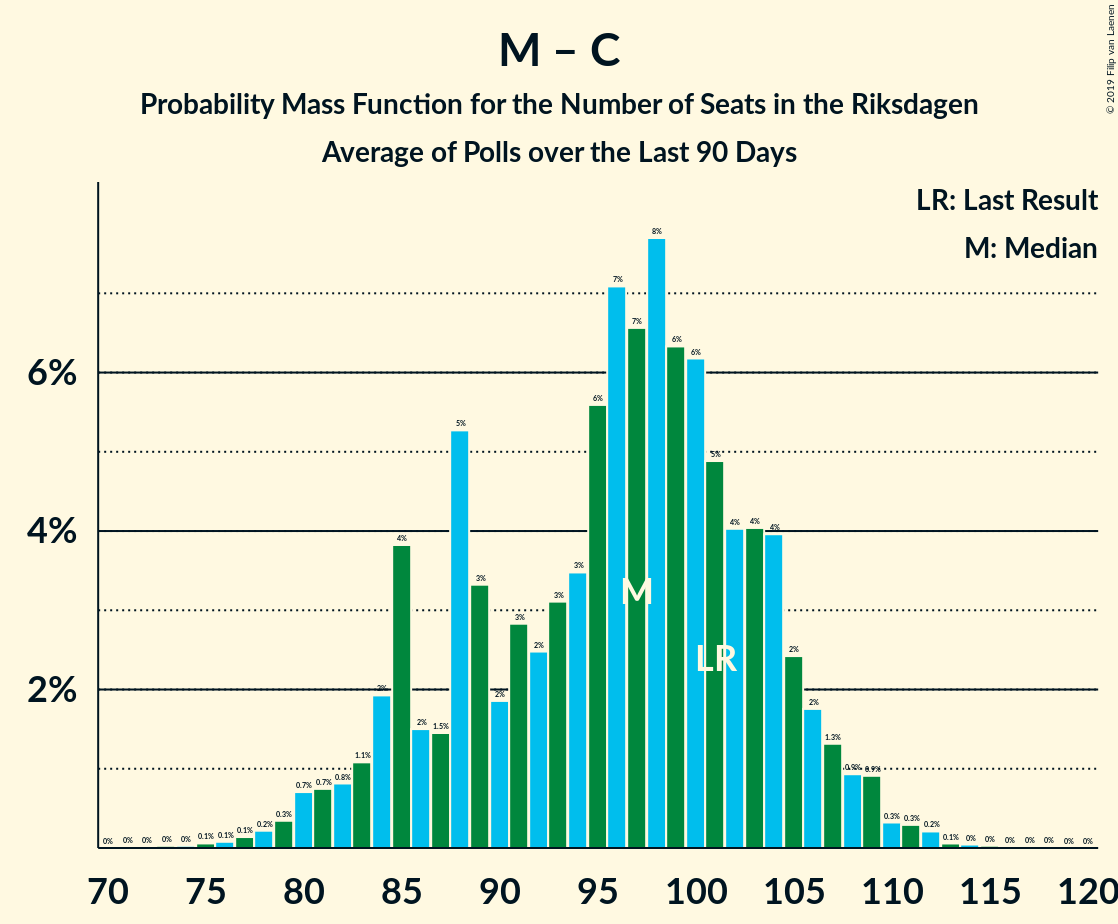 M – C
Probability Mass Function for the Number of Seats in the Riksdagen
Average of Polls over the Last 90 Days
© 2019 Filip van Laenen
LR: Last Result
M: Median
6%
4%
2%
0% 0% 0% 0% 0% 0.1% 0.1% 0.1% 0.2% 0.3% 0.7% 0.7% 0.8% 1.1% 2% 4% 2% 1.5% 5% 3% 2% 3% 2% 3% 3% 6% 7% 7% 8% 6% 6% 5% 4% 4% 4% 2% 2% 1.3% 0.9% 0.9% 0.3% 0.3% 0.2% 0.1% 0% 0% 0% 0% 0% 0% 0%
M
LR
70 75 80 85 90 95 100 105 110 115 120